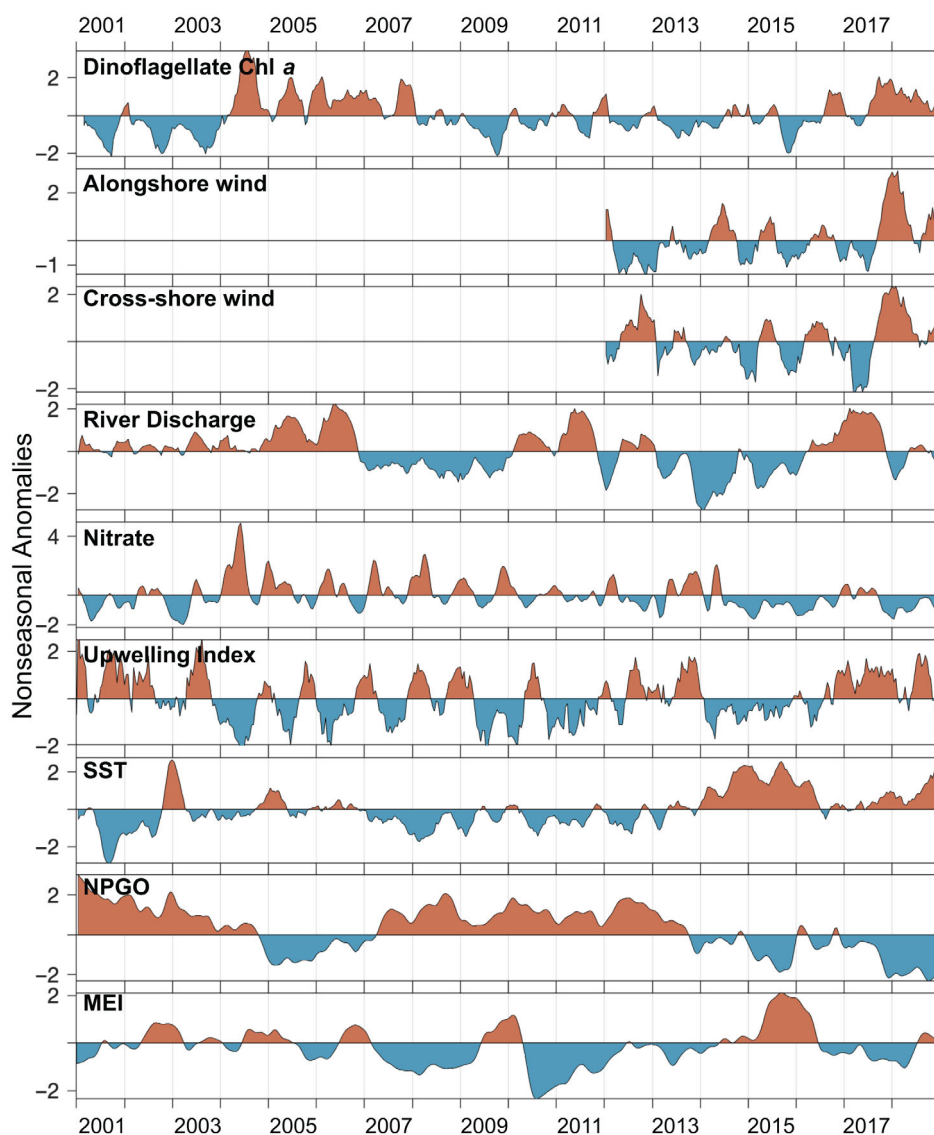 2001 2003 2005 2007 2009 2011 2013 2015 2017
Dinoflagellate Chl a
2
−2
Alongshore wind
2
−1
Cross-shore wind
2
−2
River Discharge
2
−2
Nonseasonal Anomalies
Nitrate
4
−2
Upwelling Index
2
−2
SST
2
−2
NPGO
2
−2
MEI
2
−2
2001 2003 2005 2007 2009 2011 2013 2015 2017